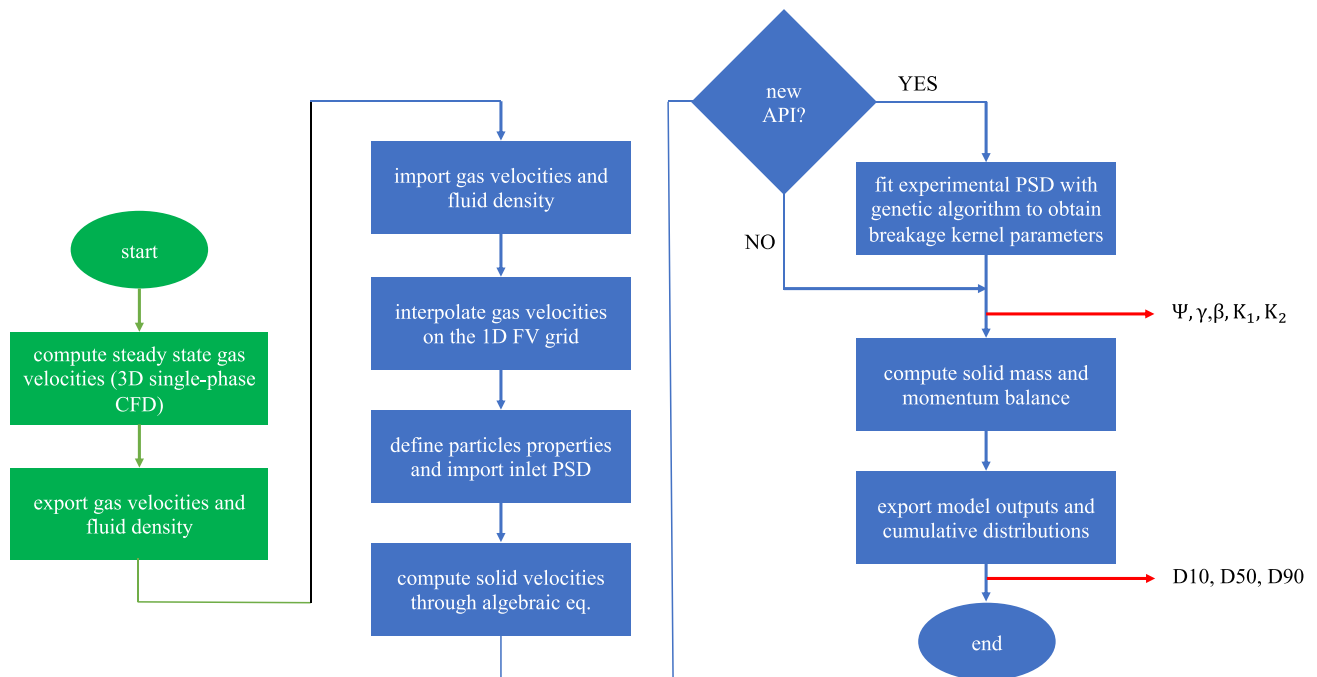 start
compute steady state gas
velocities (3D single-phase
CFD)
export gas velocities and
fluid density
import gas velocities and
fluid density
interpolate gas velocities
on the 1D FV grid
define particles properties
and import inlet PSD
compute solid velocities
through algebraic eq.
new
API?
YES
NO
fit experimental PSD with
genetic algorithm to obtain
breakage kernel parameters
Ψ, γ,β, K₁, K₂
compute solid mass and
momentum balance
export model outputs and
cumulative distributions
D10, D50, D90
end